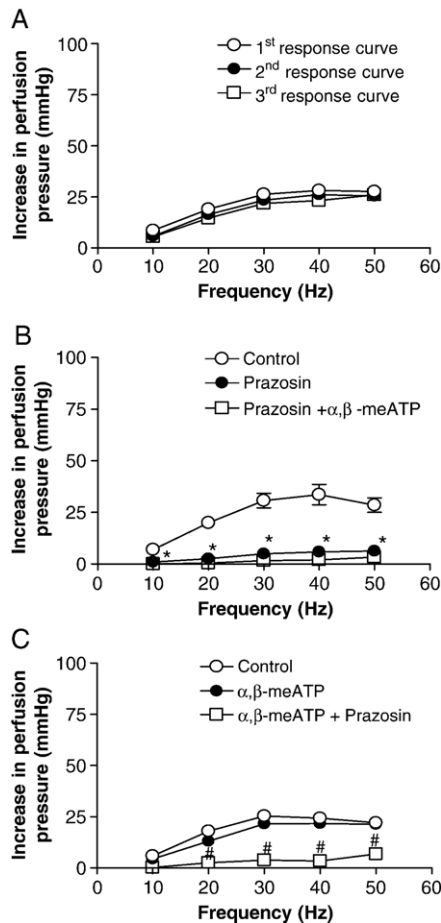 A
100
75
50
25
0
Increase in perfusion
pressure (mmHg)
1st response curve
2nd response curve
3rd response curve
0 10 20 30 40 50 60
Frequency (Hz)
B
100
75
50
25
0
Increase in perfusion
pressure (mmHg)
Control
Prazosin
Prazosin +α,β -meATP
* * * * *
0 10 20 30 40 50 60
Frequency (Hz)
C
100
75
50
25
0
Increase in perfusion
pressure (mmHg)
Control
α,β-meATP
α,β-meATP + Prazosin
# # # #
0 10 20 30 40 50 60
Frequency (Hz)